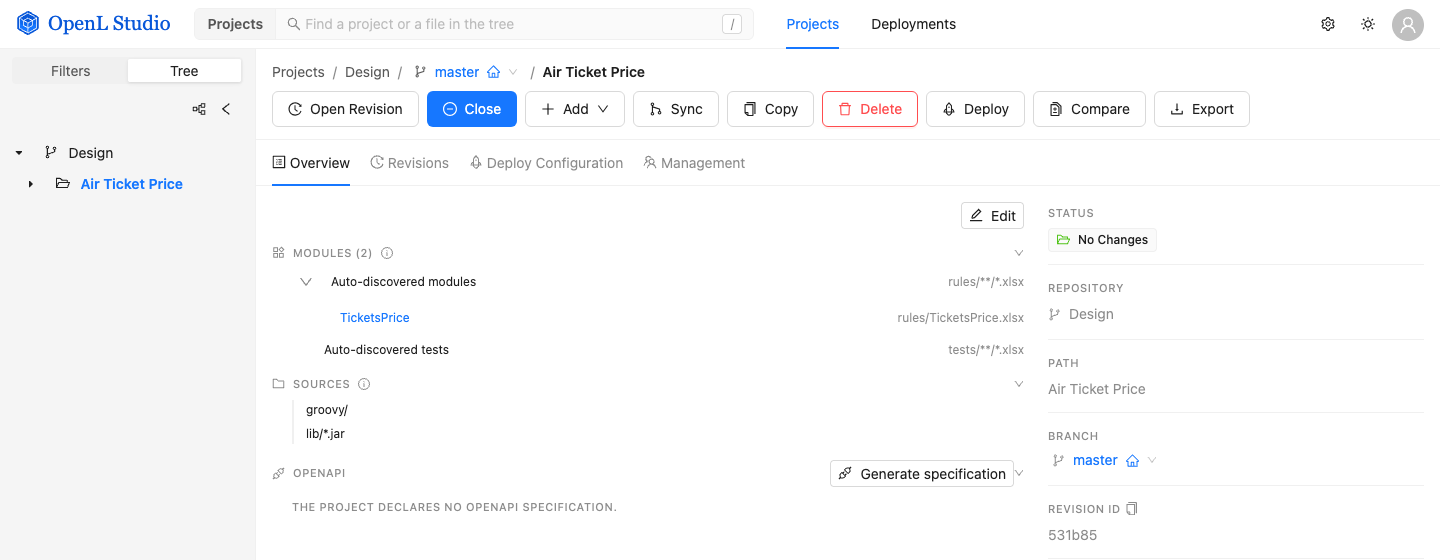 OpenL Studio
Projects
Find a project or a file in the tree
/
Projects
Deployments
Filters
Tree
Design
Air Ticket Price
Projects / Design / master / Air Ticket Price
Open Revision
Close
Add
Sync
Copy
Delete
Deploy
Compare
Export
Overview
Revisions
Deploy Configuration
Management
Edit
MODULES (2)
Auto-discovered modules
rules/**/*.xlsx
TicketsPrice
rules/TicketsPrice.xlsx
Auto-discovered tests
tests/**/*.xlsx
SOURCES
groovy/
lib/*.jar
OPENAPI
Generate specification
THE PROJECT DECLARES NO OPENAPI SPECIFICATION.
STATUS
No Changes
REPOSITORY
Design
PATH
Air Ticket Price
BRANCH
master
REVISION ID
531b85